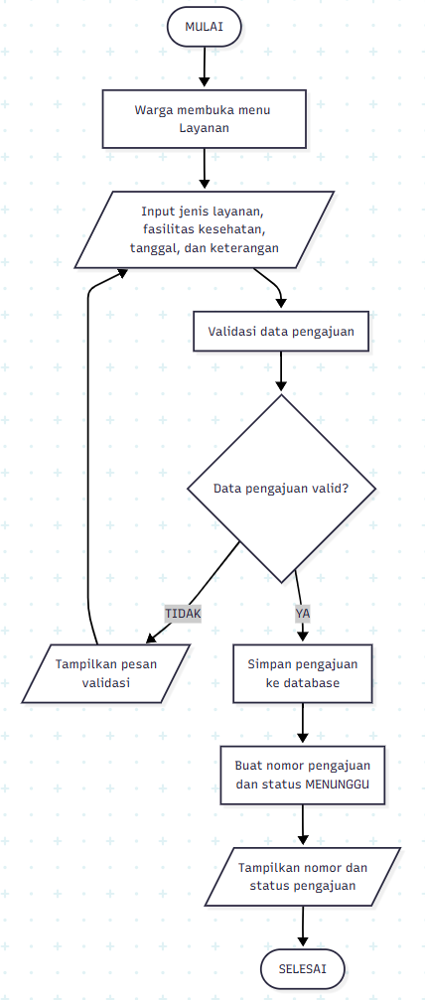 MULAI
Warga membuka menu
Layanan
Input jenis layanan,
fasilitas kesehatan,
tanggal, dan keterangan
Validasi data pengajuan
Data pengajuan valid?
TIDAK
YA
Tampilkan pesan
validasi
Simpan pengajuan
ke database
Buat nomor pengajuan
dan status MENUNGGU
Tampilkan nomor dan
status pengajuan
SELESAI